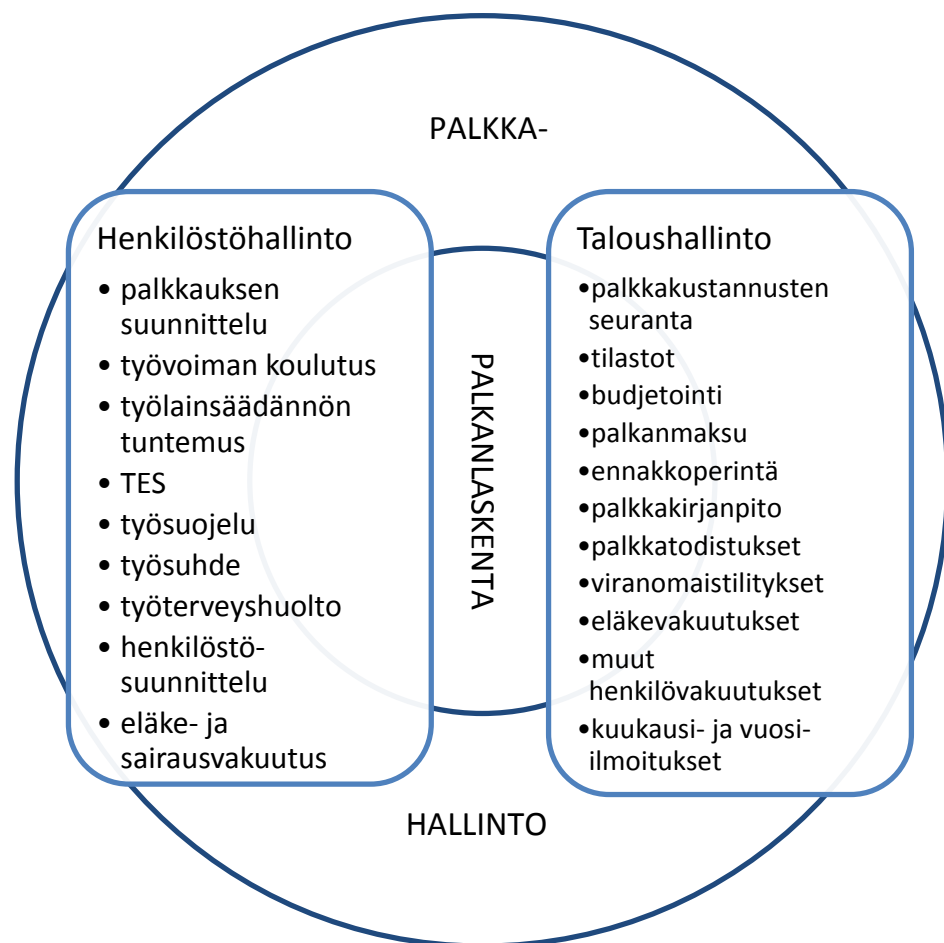 PALKKA-
Henkilöstöhallinto
• palkkauksen
suunnittelu
• työvoiman koulutus
• työlainsäädännön
tuntemus
• TES
• työsuojelu
• työsuhde
• työterveyshuolto
• henkilöstö-
suunnittelu
• eläke- ja
sairausvakuutus
PALKANLASKENTA
Taloushallinto
•palkkakustannusten
seuranta
•tilastot
•budjetointi
•palkanmaksu
•ennakkoperintä
•palkkakirjanpito
•palkkatodistukset
•viranomaistilitykset
•eläkevakuutukset
•muut
henkilövakuutukset
•kuukausi- ja vuosi-
ilmoitukset
HALLINTO